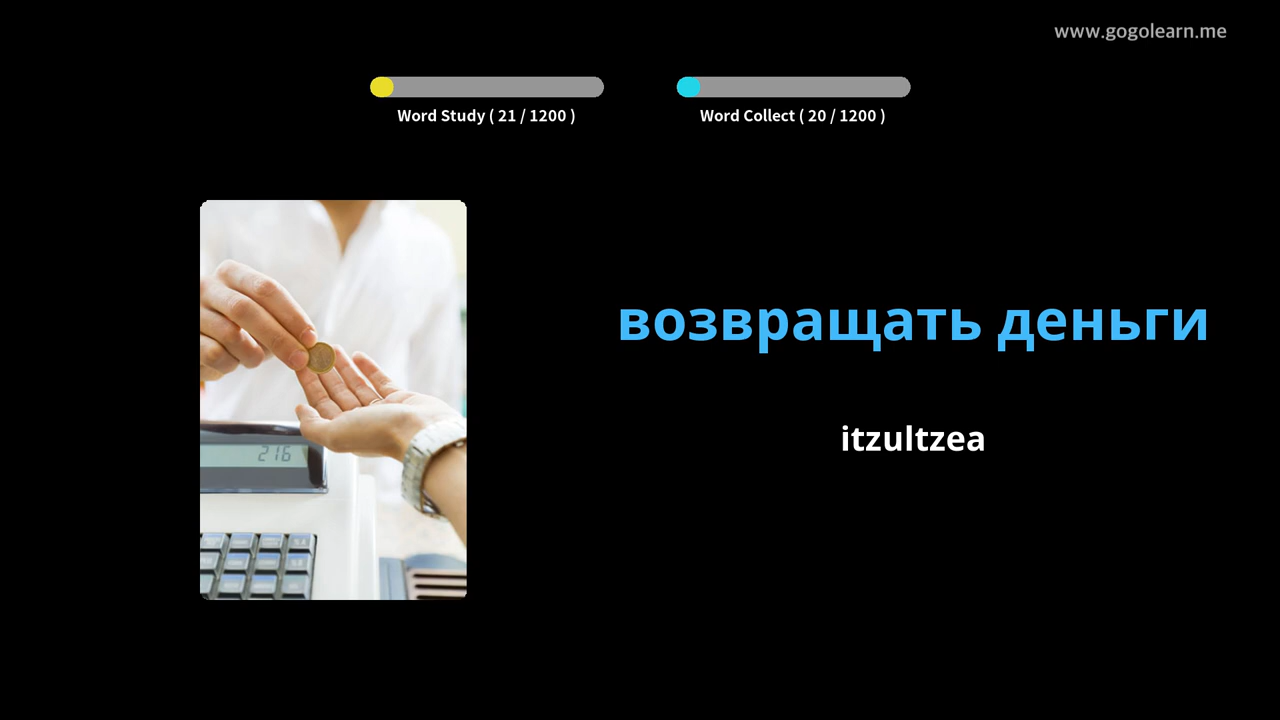 www.gogolearn.me
Word Study ( 21 / 1200 )
Word Collect ( 20 / 1200 )
возвращать деньги
itzultzea
216